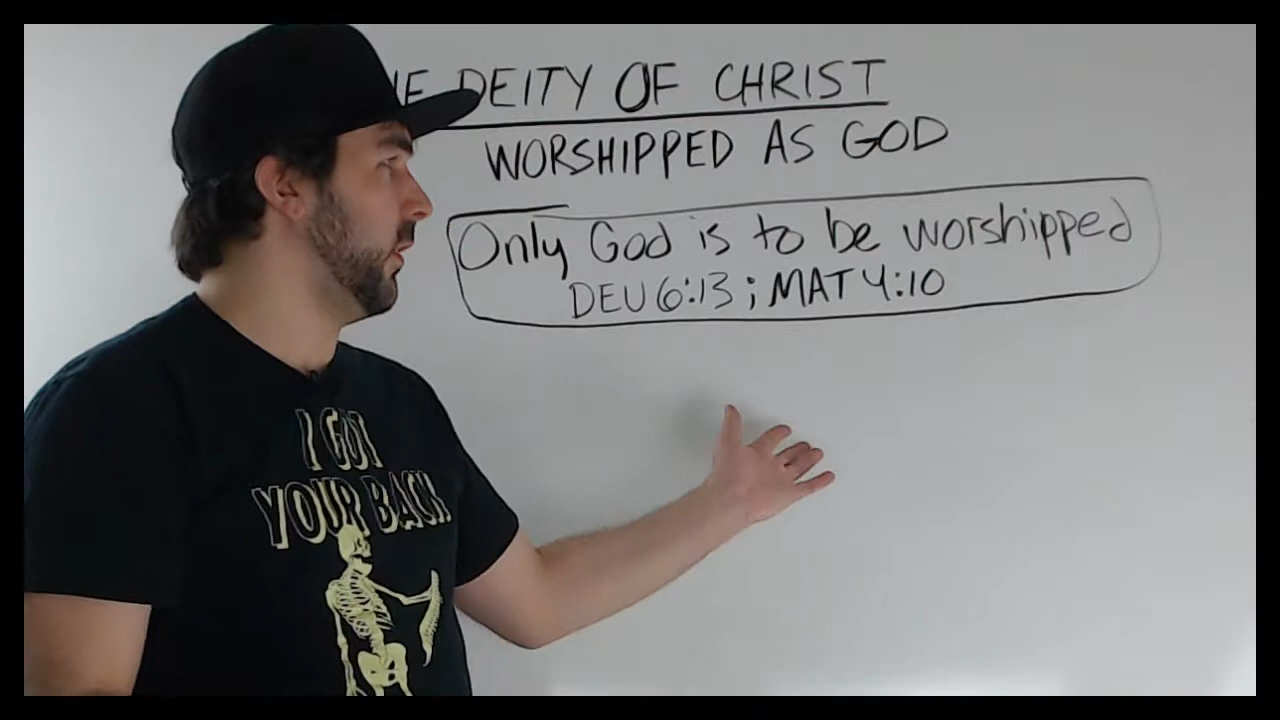 HE DEITY OF CHRIST
WORSHIPPED AS GOD
Only God is to be worshipped
DEU 6:13 ; MAT 4:10
I GOT
YOUR BACK